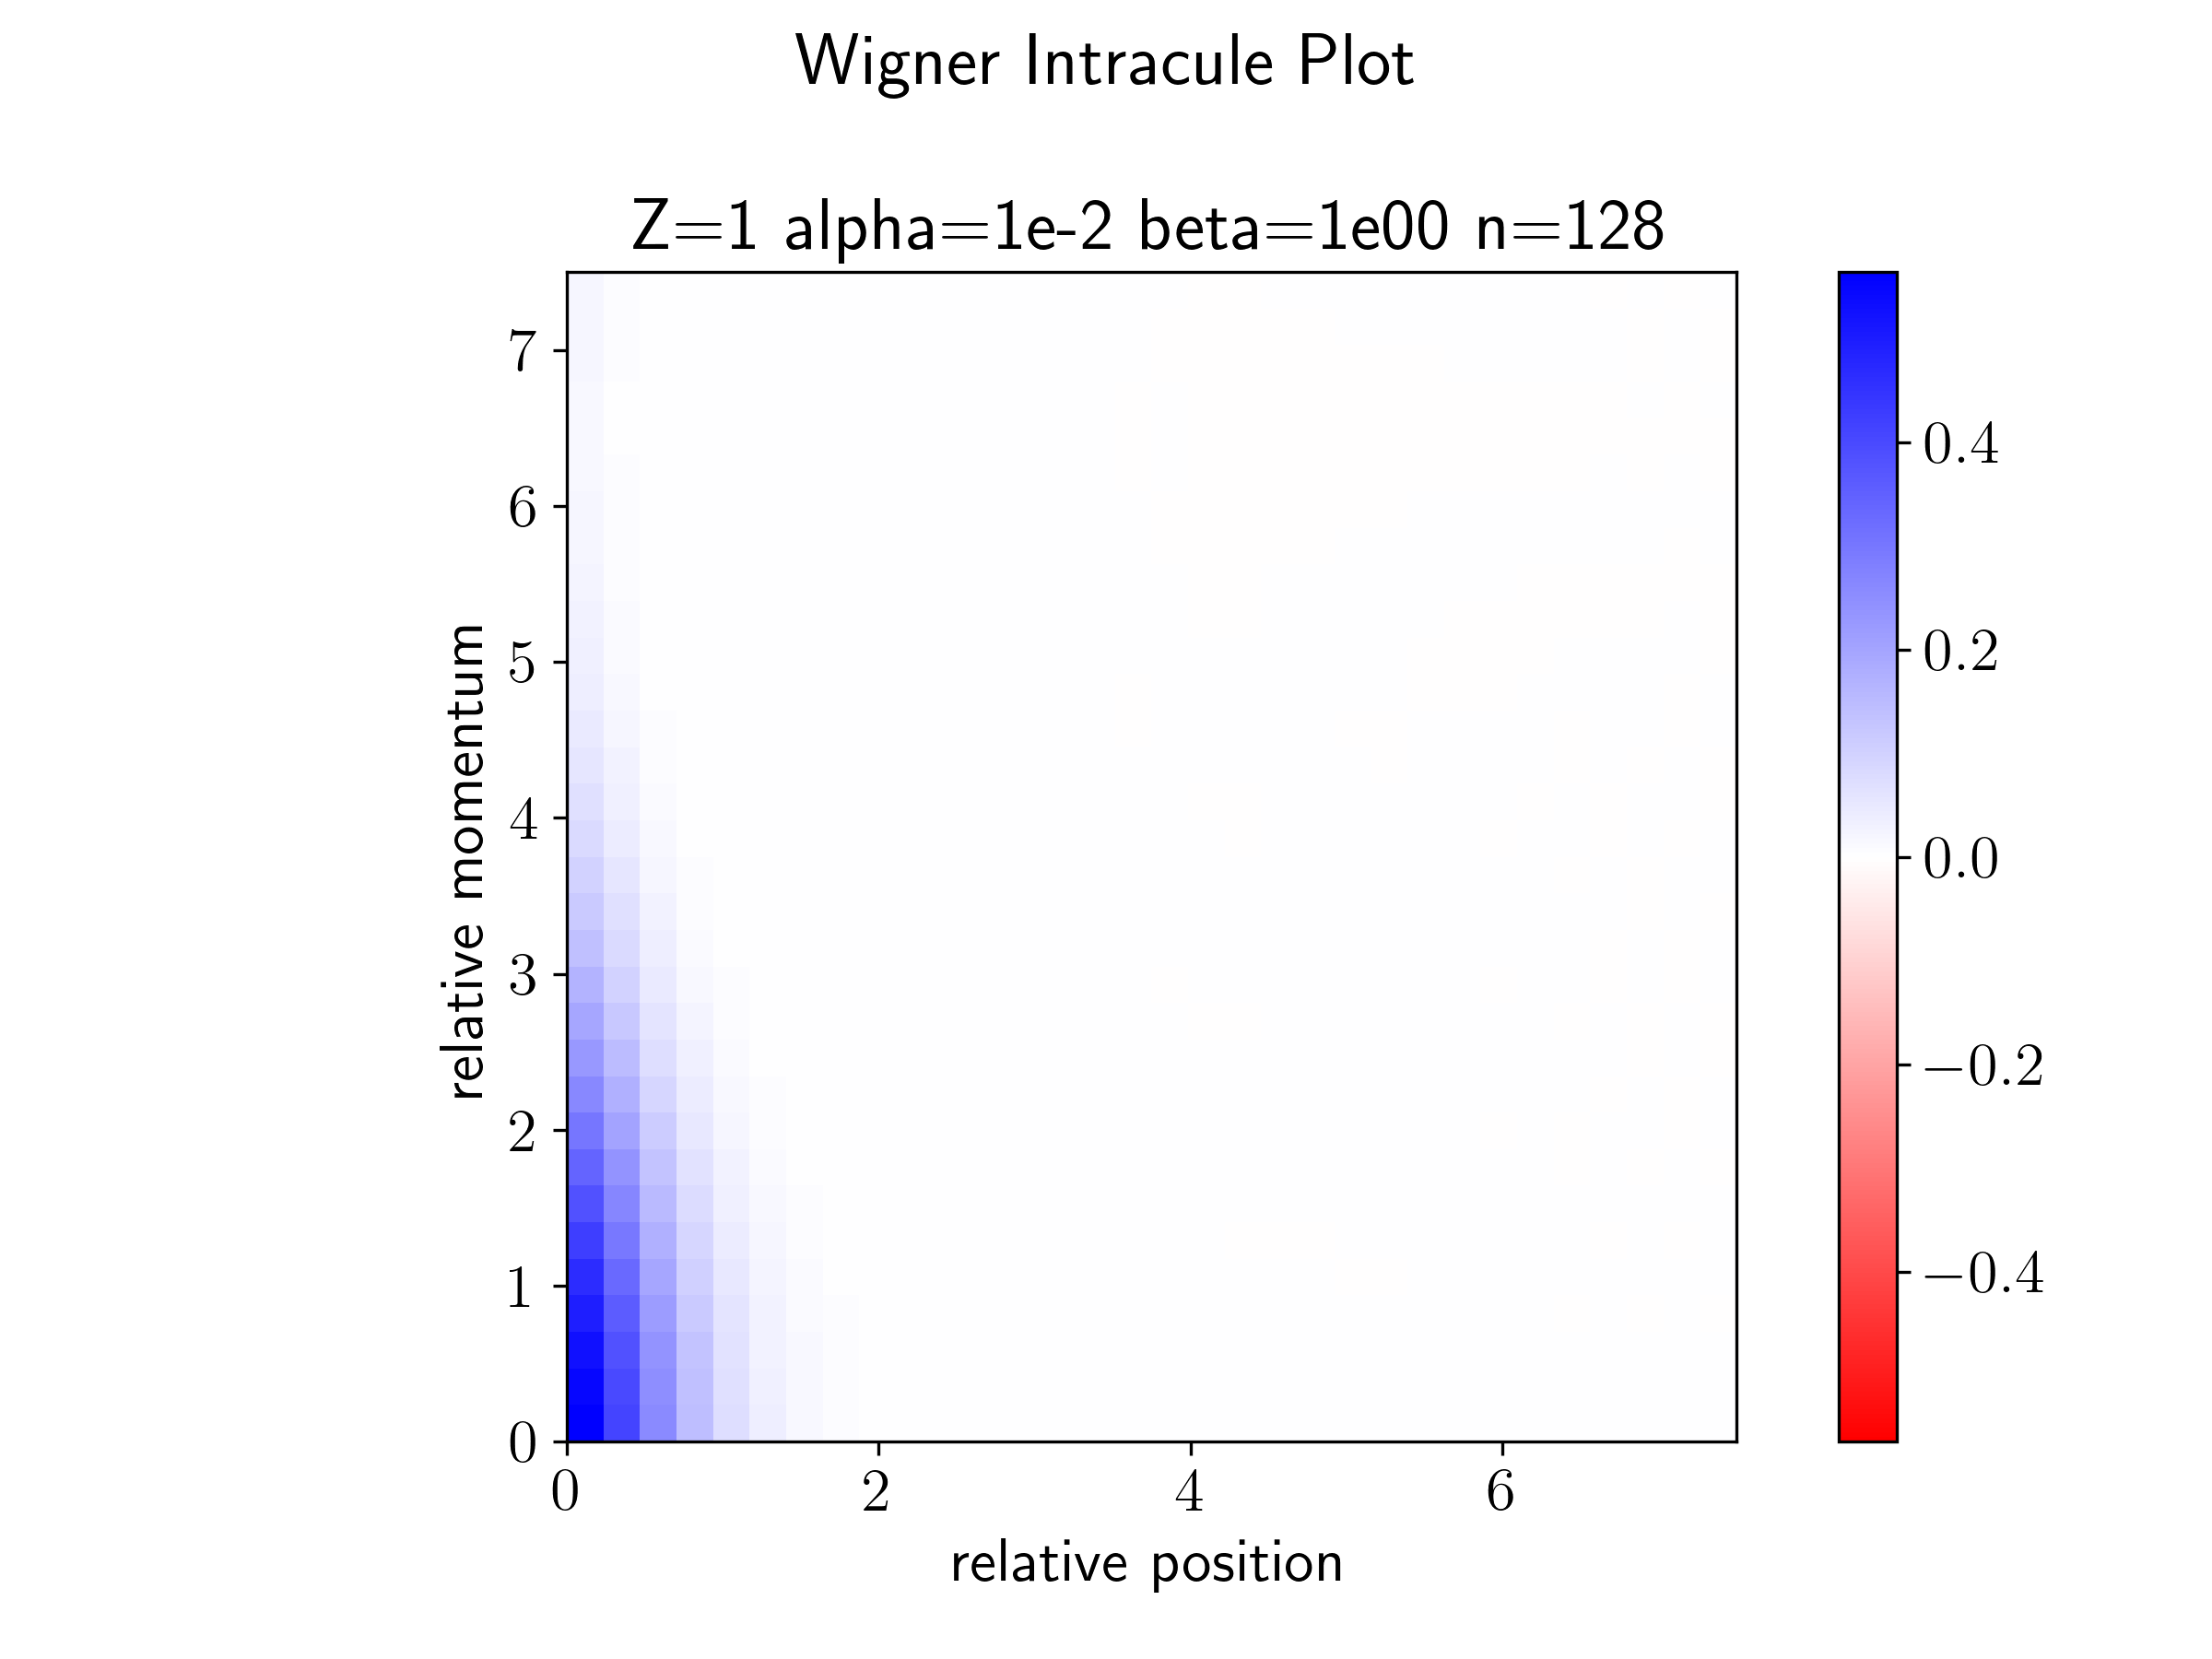 Wigner Intracule Plot
Z=1 alpha=1e-2 beta=1e00 n=128
relative momentum
7
6
5
4
3
2
1
0
0 2 4 6
relative position
0.4
0.2
0.0
−0.2
−0.4